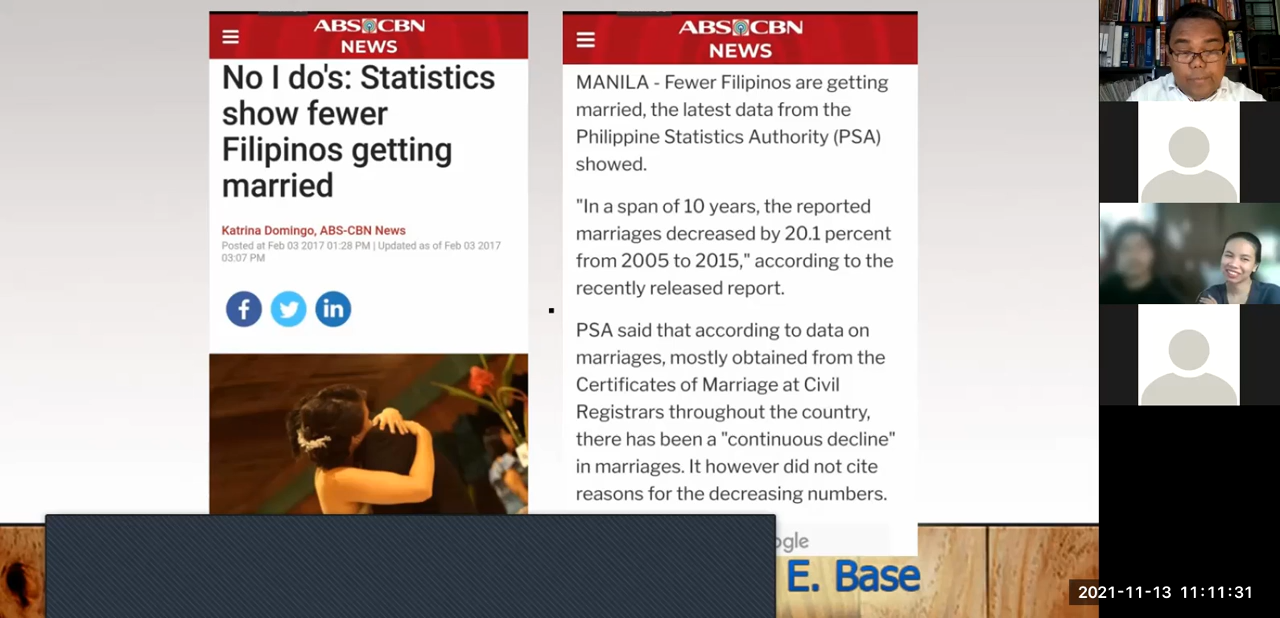 ABS CBN
NEWS
No I do's: Statistics
show fewer
Filipinos getting
married
Katrina Domingo, ABS-CBN News
Posted at Feb 03 2017 01:28 PM | Updated as of Feb 03 2017
03:07 PM
f
in
ABS CBN
NEWS
MANILA - Fewer Filipinos are getting
married, the latest data from the
Philippine Statistics Authority (PSA)
showed.
"In a span of 10 years, the reported
marriages decreased by 20.1 percent
from 2005 to 2015," according to the
recently released report.
PSA said that according to data on
marriages, mostly obtained from the
Certificates of Marriage at Civil
Registrars throughout the country,
there has been a "continuous decline"
in marriages. It however did not cite
reasons for the decreasing numbers.
ogle
E. Base
2021-11-13 11:11:31